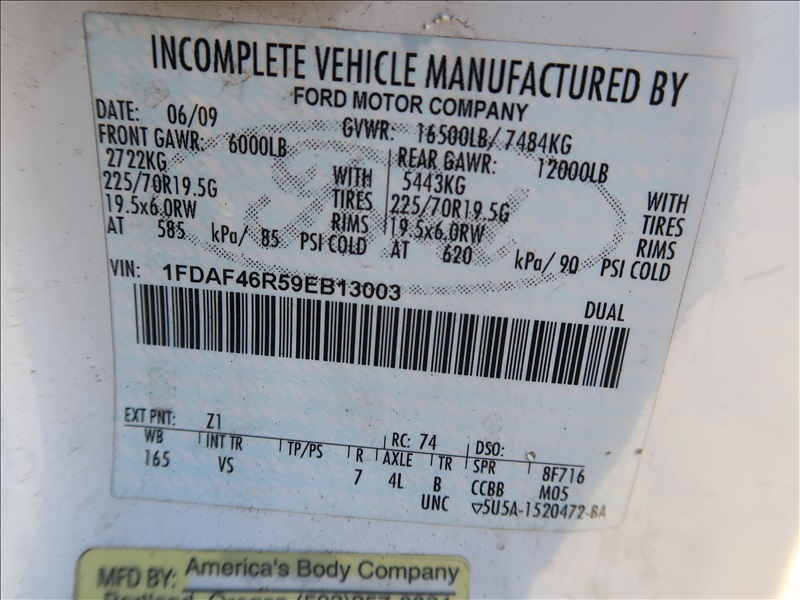 INCOMPLETE VEHICLE MANUFACTURED BY
FORD MOTOR COMPANY
DATE: 06/09 GVWR: 16500LB/ 7484KG
FRONT GAWR: 6000LB REAR GAWR: 12000LB
2722KG WITH 5443KG WITH
225/70R19.5G TIRES 225/70R19.5G TIRES
19.5x6.0RW RIMS 19.5x6.0RW RIMS
AT 585 kPa/ 85 PSI COLD AT 620 kPa/ 90 PSI COLD
VIN: 1FDAF46R59EB13003
DUAL
EXT PNT: Z1 RC: 74 DSO:
WB INT TR TP/PS R AXLE TR SPR 8F716
165 VS 7 4L B CCBB M05
UNC ▽5U5A-1520472-BA
MFD BY: America's Body Company